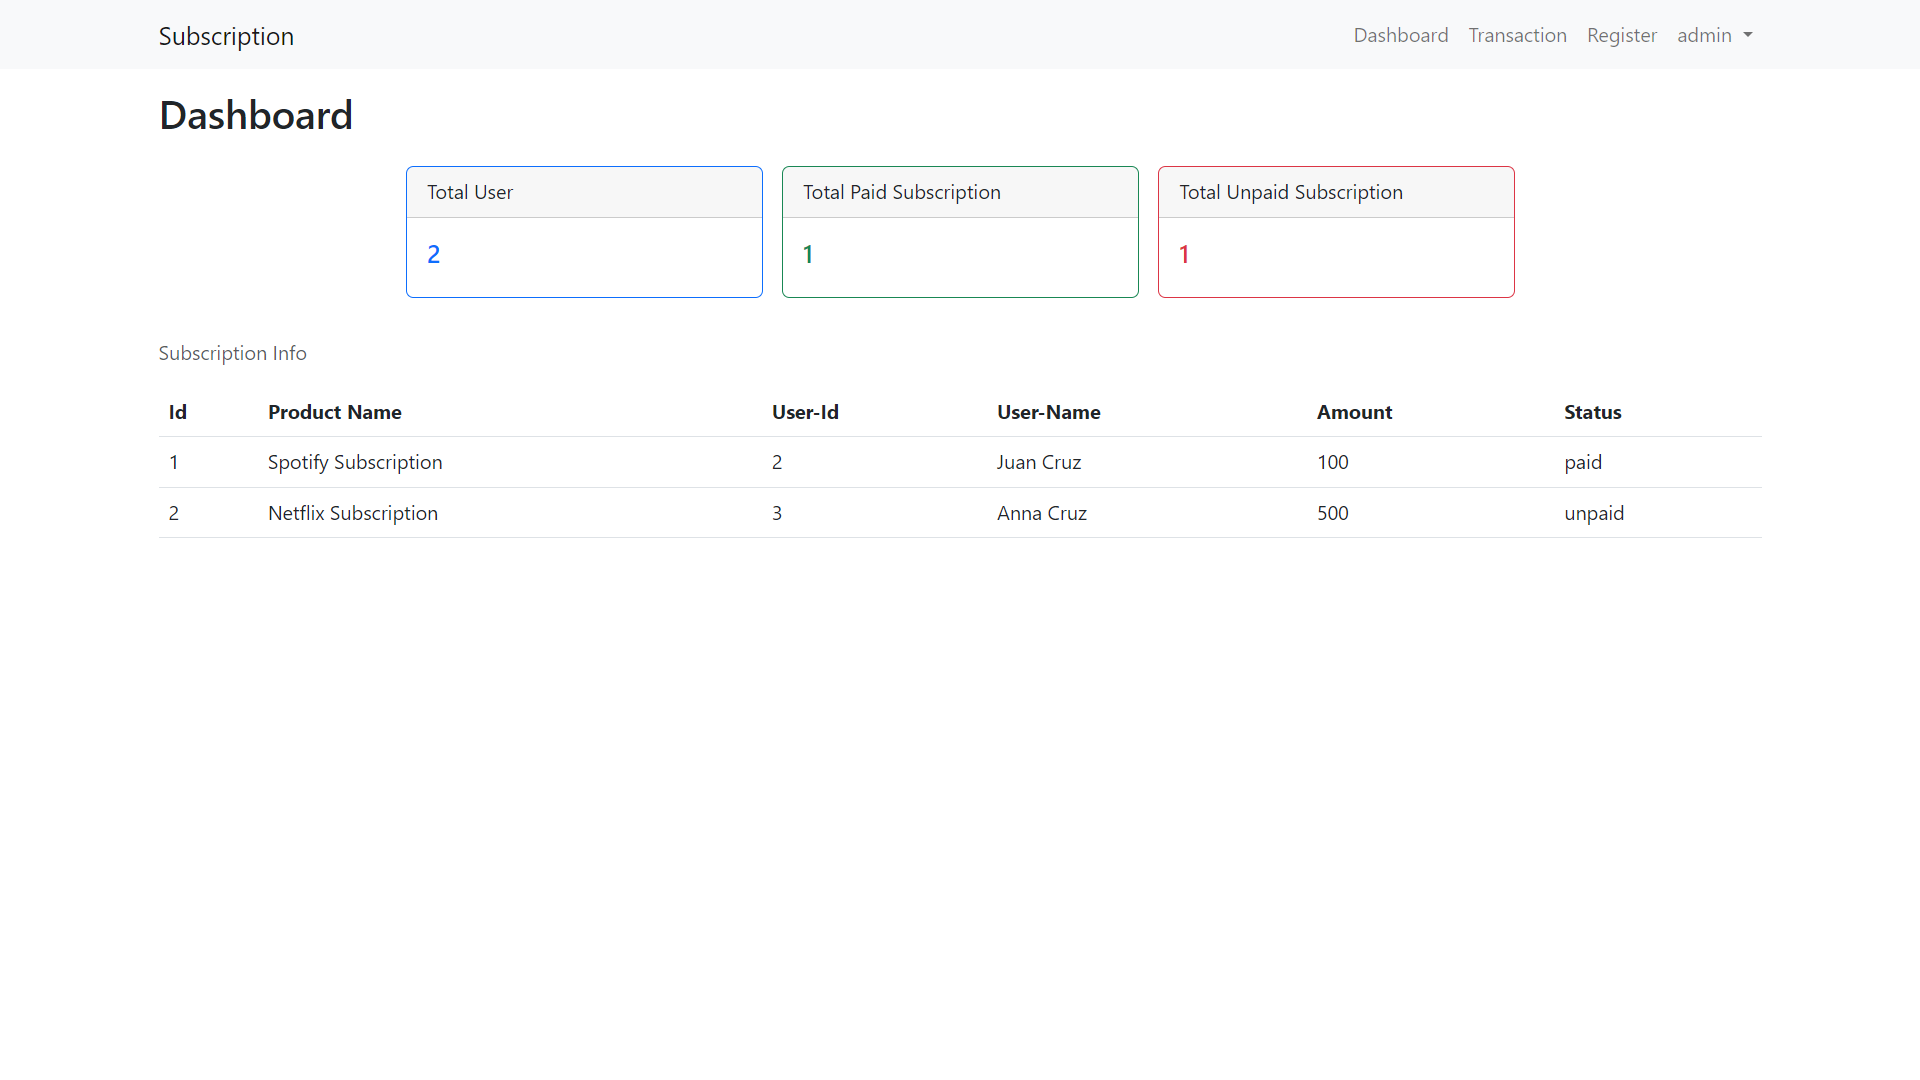 Subscription Dashboard Transaction Register admin
Dashboard
Total User Total Paid Subscription Total Unpaid Subscription
2 1 1
Subscription Info
Id Product Name User-Id User-Name Amount Status
1 Spotify Subscription 2 Juan Cruz 100 paid
2 Netflix Subscription 3 Anna Cruz 500 unpaid